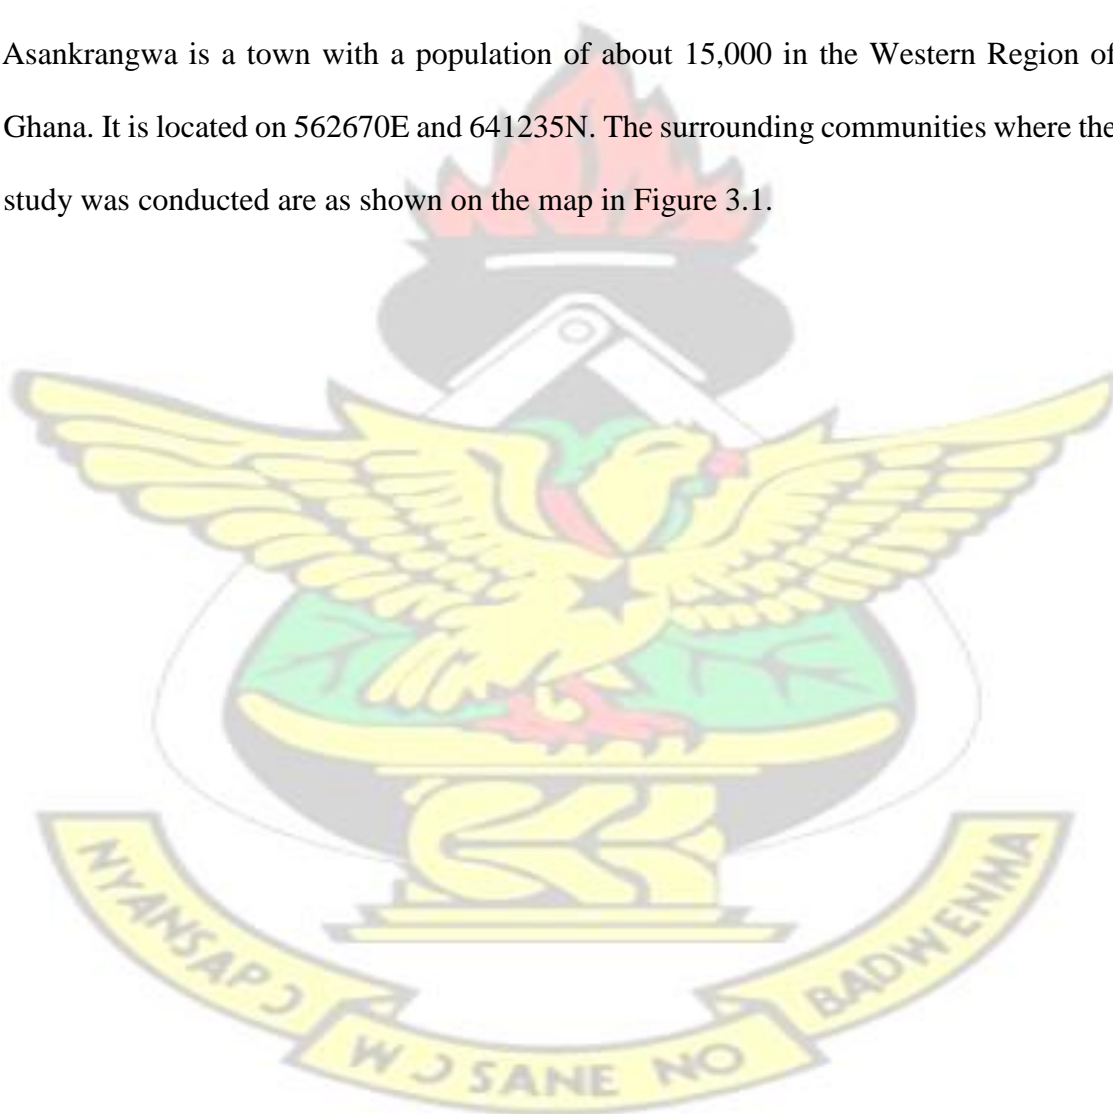 Asankrangwa is a town with a population of about 15,000 in the Western Region of
Ghana. It is located on 562670E and 641235N. The surrounding communities where the
study was conducted are as shown on the map in Figure 3.1.
NYANSAPƆ
WƆSANE NO
BADWENMA